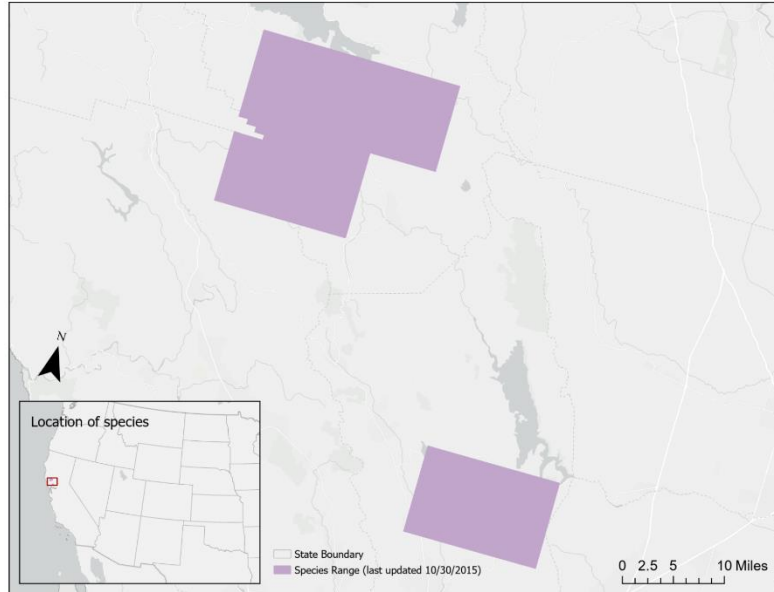 N
Location of species
State Boundary
Species Range (last updated 10/30/2015)
0 2.5 5 10 Miles